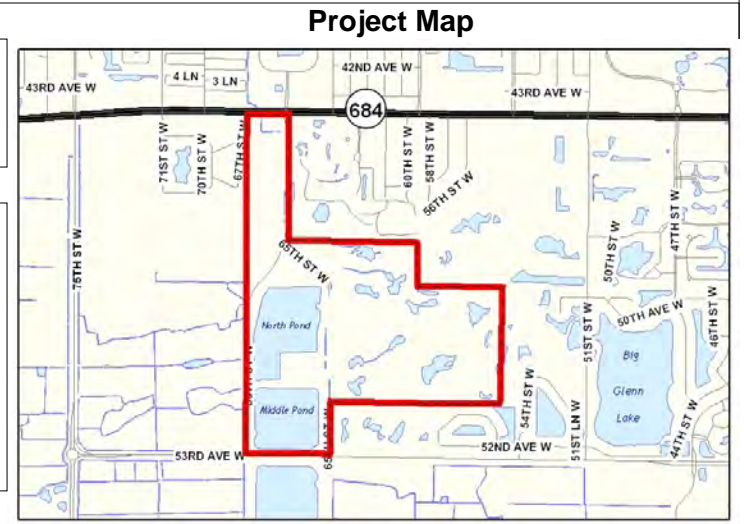 Project Map
42ND AVE W
4 LN
3 LN
43RD AVE W
43RD AVE W
684
71ST ST W
70TH ST W
67TH ST W
60TH ST W
58TH ST W
56TH ST W
47TH ST W
50TH ST W
75TH ST W
65TH ST W
50TH AVE W
46TH ST W
51ST ST W
North Pond
Big
Glenn
Lake
54TH ST W
Middle Pond
51ST LN W
44TH ST W
52ND AVE W
53RD AVE W